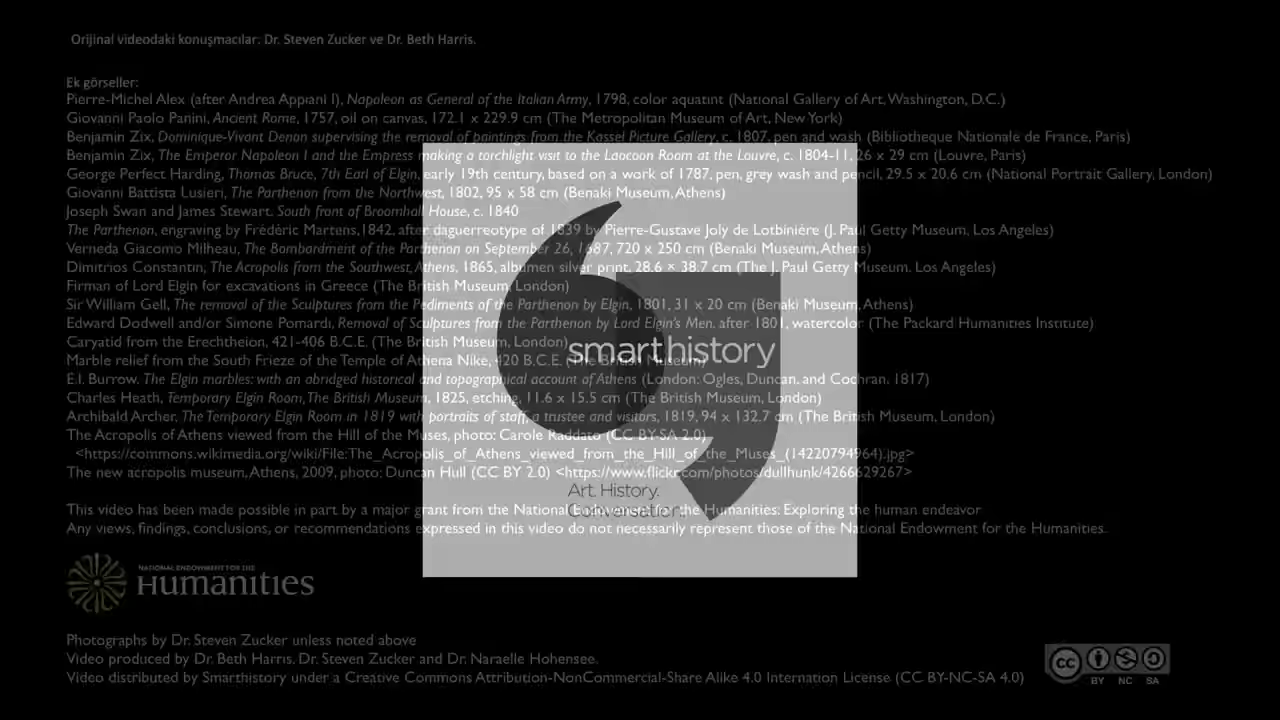 Orijinal videodaki konuşmacılar: Dr. Steven Zucker ve Dr. Beth Harris.
Ek görseller:
Pierre-Michel Alex (after Andrea Appiani I), Napoleon as General of the Italian Army, 1798, color aquatint (National Gallery of Art, Washington, D.C.)
Giovanni Paolo Panini, Ancient Rome, 1757, oil on canvas, 172.1 x 229.9 cm (The Metropolitan Museum of Art, New York)
Benjamin Zix, Dominique-Vivant Denon supervising the removal of paintings from the Kassel Picture Gallery, c. 1807, pen and wash (Bibliotheque Nationale de France, Paris)
Benjamin Zix, The Emperor Napoleon I and the Empress making a torchlight visit to the Laocoon Room at the Louvre, c. 1804-11, 26 x 29 cm (Louvre, Paris)
George Perfect Harding, Thomas Bruce, 7th Earl of Elgin, early 19th century, based on a work of 1787, pen, grey wash and pencil, 29.5 x 20.6 cm (National Portrait Gallery, London)
Giovanni Battista Lusieri, The Parthenon from the Northwest, 1802, 95 x 58 cm (Benaki Museum, Athens)
Joseph Swan and James Stewart. South front of Broomhall House, c. 1840
The Parthenon, engraving by Frédéric Martens, 1842, after daguerreotype of 1839 by Pierre-Gustave Joly de Lotbinière (J. Paul Getty Museum, Los Angeles)
Verneda Giacomo Milheau, The Bombardment of the Parthenon on September 26, 1687, 720 x 250 cm (Benaki Museum, Athens)
Dimitrios Constantin, The Acropolis from the Southwest, Athens, 1865, albumen silver print, 28.6 × 38.7 cm (The J. Paul Getty Museum. Los Angeles)
Firman of Lord Elgin for excavations in Greece (The British Museum, London)
Sir William Gell, The removal of the Sculptures from the Pediments of the Parthenon by Elgin, 1801, 31 x 20 cm (Benaki Museum, Athens)
Edward Dodwell and/or Simone Pomardi, Removal of Sculptures from the Parthenon by Lord Elgin's Men. after 1801, watercolor (The Packard Humanities Institute)
Caryatid from the Erechtheion, 421-406 B.C.E. (The British Museum, London)
Marble relief from the South Frieze of the Temple of Athena Nike, 420 B.C.E. (The British Museum)
E.I. Burrow. The Elgin marbles: with an abridged historical and topographical account of Athens (London: Ogles, Duncan, and Cochran. 1817)
Charles Heath, Temporary Elgin Room, The British Museum, 1825, etching, 11.6 x 15.5 cm (The British Museum, London)
Archibald Archer. The Temporary Elgin Room in 1819 with portraits of staff, a trustee and visitors, 1819, 94 x 132.7 cm (The British Museum, London)
The Acropolis of Athens viewed from the Hill of the Muses, photo: Carole Raddato (CC BY-SA 2.0)
<https://commons.wikimedia.org/wiki/File:The_Acropolis_of_Athens_viewed_from_the_Hill_of_the_Muses_(14220794964).jpg>
The new acropolis museum, Athens, 2009, photo: Duncan Hull (CC BY 2.0) <https://www.flickr.com/photos/dullhunk/4266629267>
This video has been made possible in part by a major grant from the National Endowment for the Humanities: Exploring the human endeavor
Any views, findings, conclusions, or recommendations expressed in this video do not necessarily represent those of the National Endowment for the Humanities.
smarthistory
Art. History.
Conversation.
NATIONAL ENDOWMENT FOR THE
Humanities
Photographs by Dr. Steven Zucker unless noted above
Video produced by Dr. Beth Harris. Dr. Steven Zucker and Dr. Naraelle Hohensee.
Video distributed by Smarthistory under a Creative Commons Attribution-NonCommercial-Share Alike 4.0 Internation License (CC BY-NC-SA 4.0)
cc BY NC SA